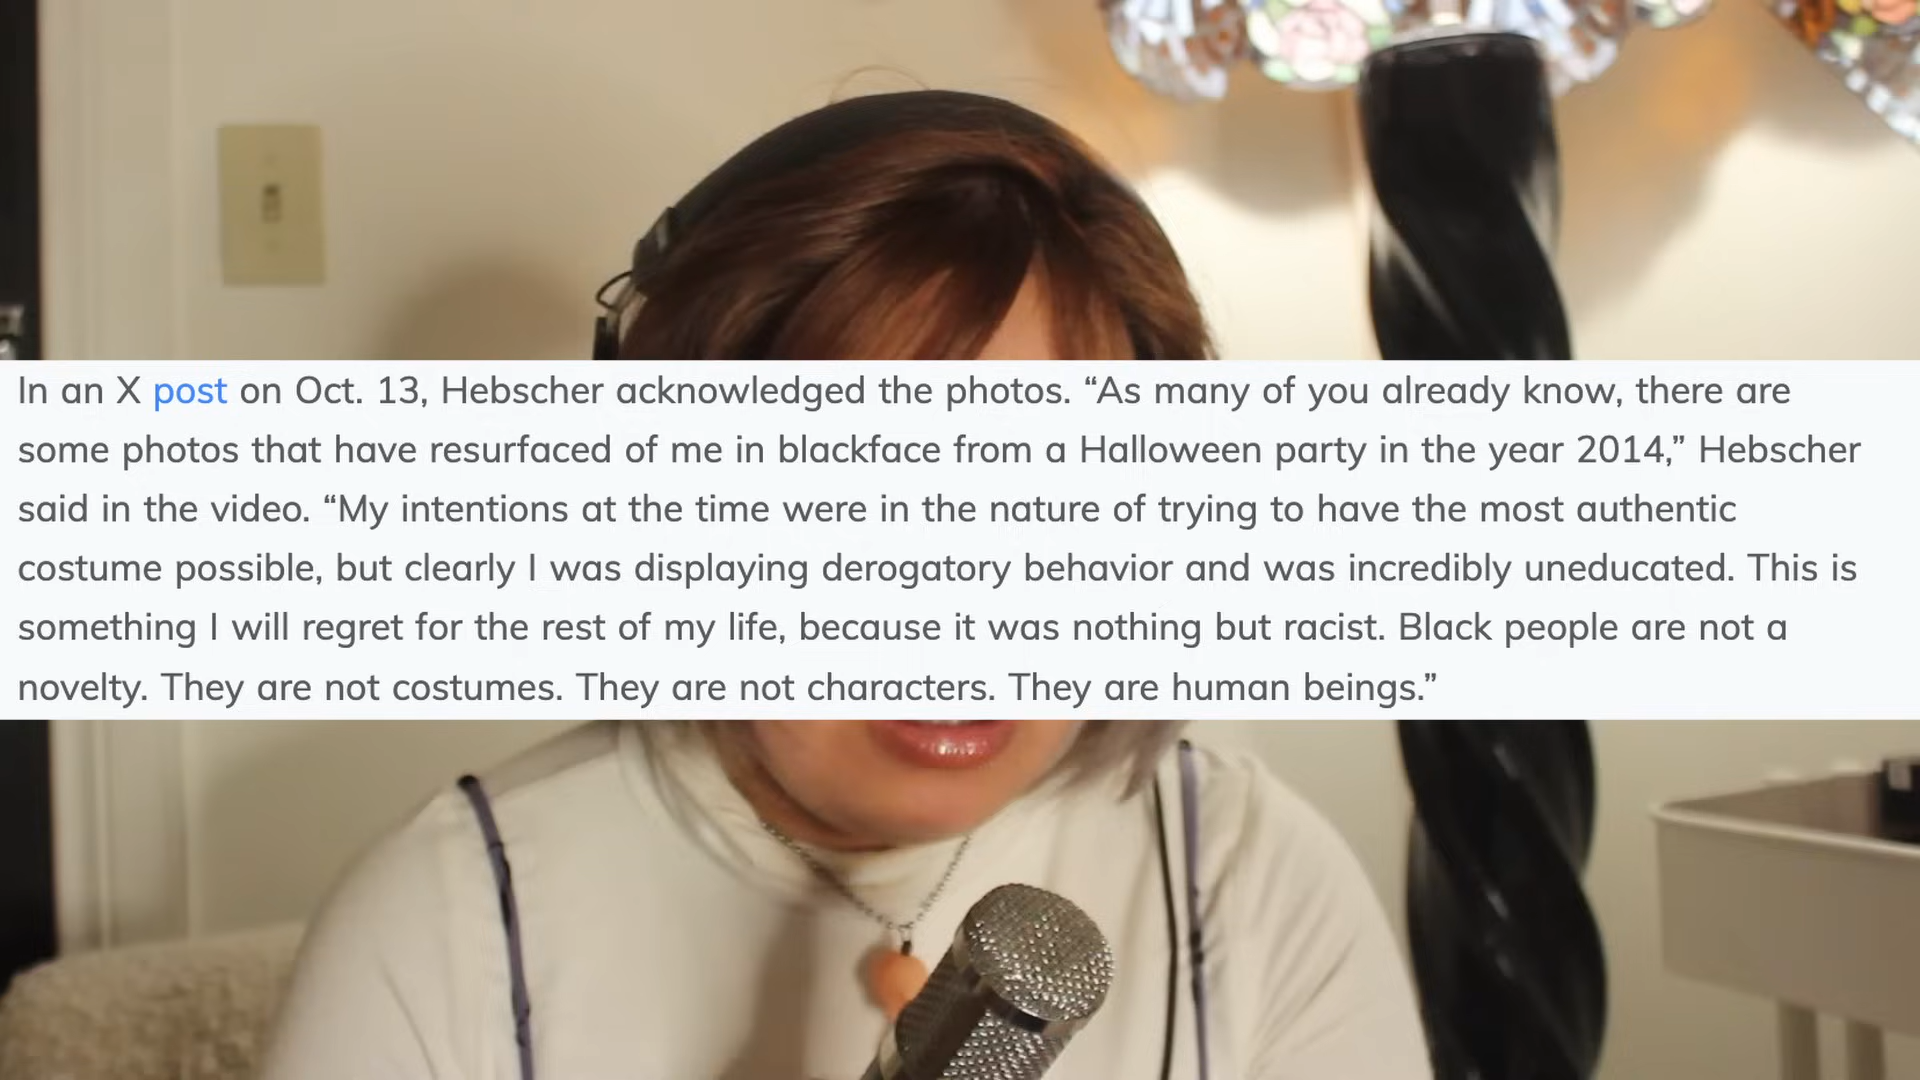 In an X post on Oct. 13, Hebscher acknowledged the photos. “As many of you already know, there are
some photos that have resurfaced of me in blackface from a Halloween party in the year 2014,” Hebscher
said in the video. “My intentions at the time were in the nature of trying to have the most authentic
costume possible, but clearly I was displaying derogatory behavior and was incredibly uneducated. This is
something I will regret for the rest of my life, because it was nothing but racist. Black people are not a
novelty. They are not costumes. They are not characters. They are human beings.”